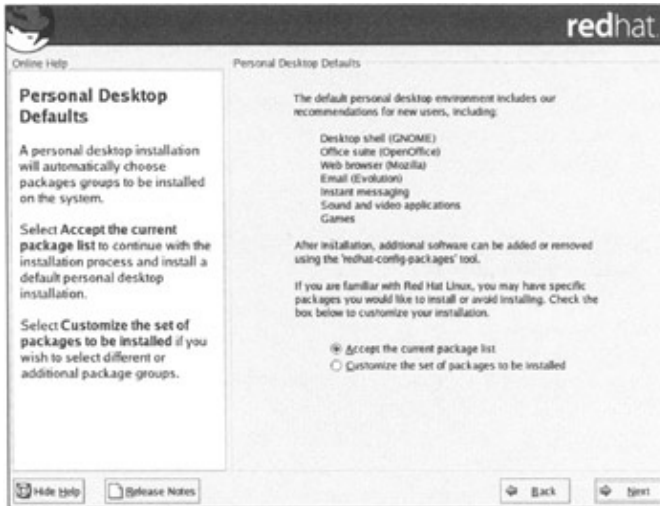 redhat.
Online Help
Personal Desktop
Defaults
A personal desktop installation
will automatically choose
packages groups to be installed
on the system.
Select Accept the current
package list to continue with the
installation process and install a
default personal desktop
installation.
Select Customize the set of
packages to be installed if you
wish to select different or
additional package groups.
Personal Desktop Defaults
The default personal desktop environment includes our
recommendations for new users, including:
Desktop shell (GNOME)
Office suite (OpenOffice)
Web browser (Mozilla)
Email (Evolution)
Instant messaging
Sound and video applications
Games
After installation, additional software can be added or removed
using the 'redhat-config-packages' tool.
If you are familiar with Red Hat Linux, you may have specific
packages you would like to install or avoid installing. Check the
box below to customize your installation.
Accept the current package list
Customize the set of packages to be installed
Hide Help
Release Notes
Back
Next